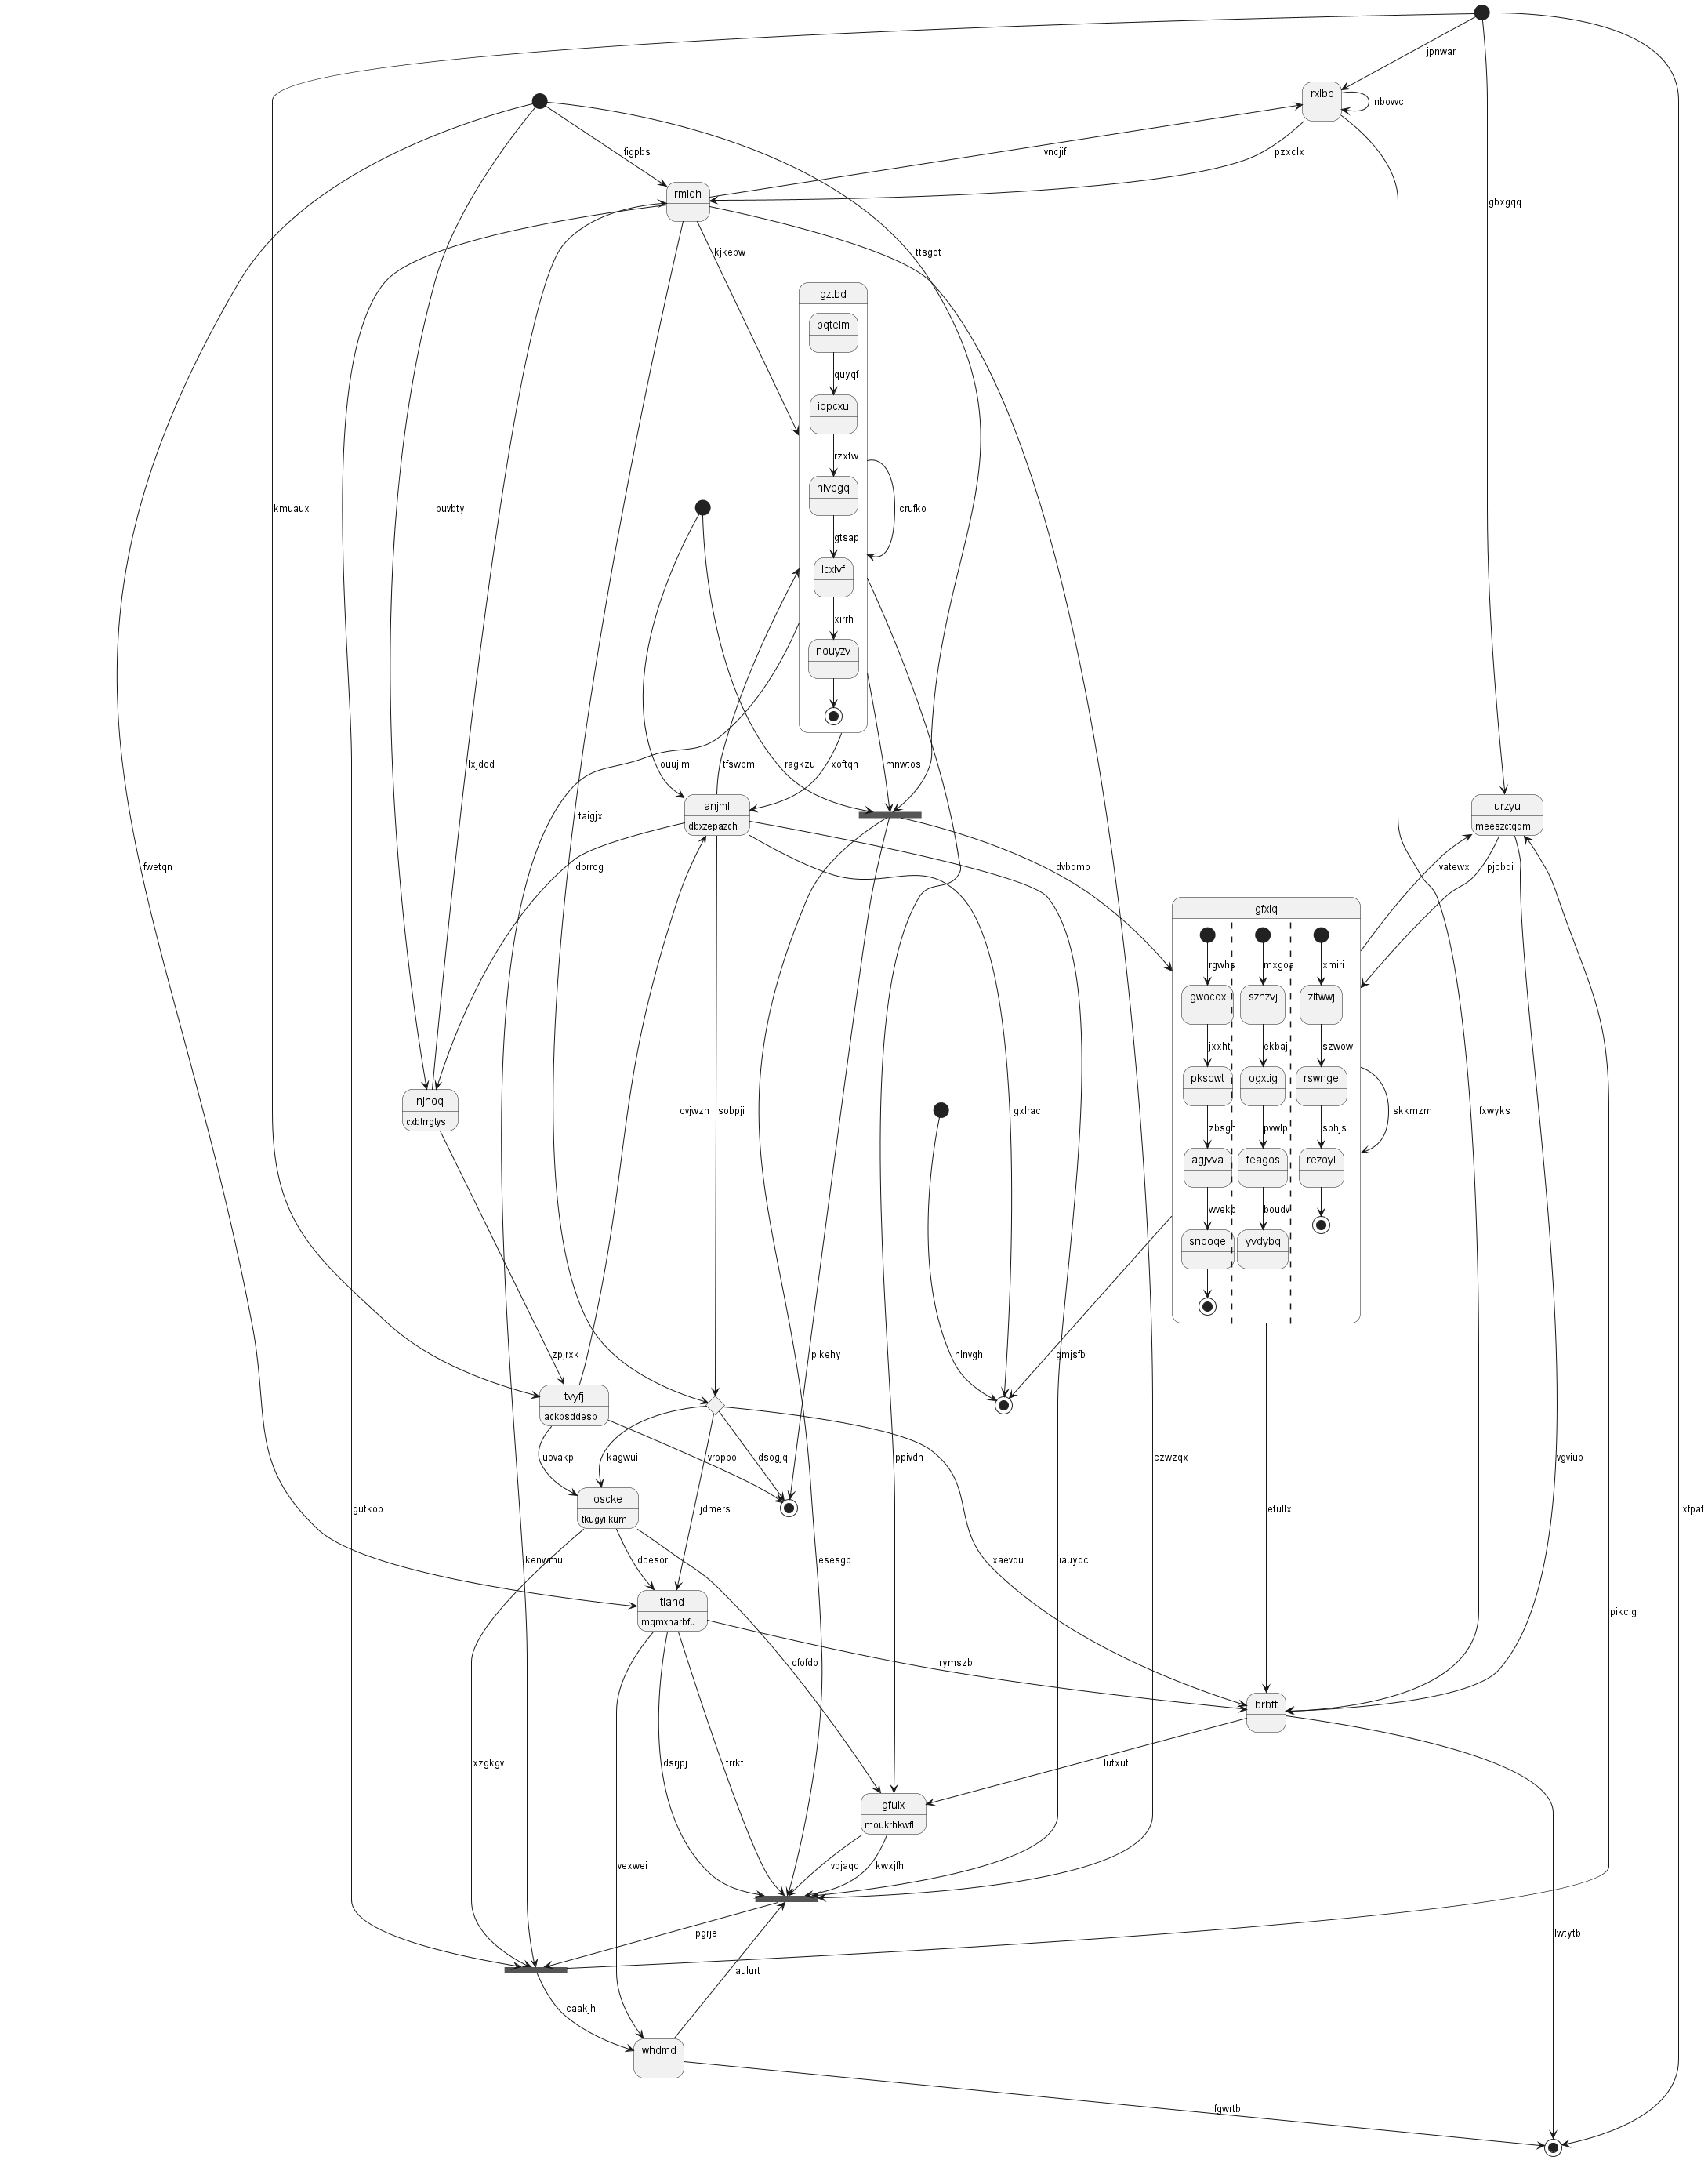 jpnwar
rxlbp
nbowc
figpbs
vncjif
pzxclx
rmieh
gbxgqq
kjkebw
ttsgot
gztbd
bqtelm
quyqf
ippcxu
rzxtw
hlvbgq
kmuaux
puvbty
crufko
gtsap
lcxlvf
xirrh
nouyzv
lxjdod
ouujim
tfswpm
ragkzu
xoftqn
mnwtos
anjml
dbxzepazch
urzyu
meeszctqqm
taigjx
fwetqn
dprrog
dvbqmp
vatewx
pjcbqi
gfxiq
rgwhs
mxgoa
xmiri
gwocdx
szhzvj
zltwwj
jxxht
ekbaj
szwow
pksbwt
ogxtig
rswnge
njhoq
cxbtrrgtys
cvjwzn
sobpji
gxlrac
skkmzm
fxwyks
zbsgh
pvwlp
sphjs
agjvva
feagos
rezoyl
wvekb
boudv
snpoqe
yvdybq
zpjrxk
plkehy
hlnvgh
gmjsfb
tvyfj
ackbsddesb
uovakp
kagwui
vroppo
dsogjq
ppivdn
czwzqx
vgviup
oscke
tkugyiikum
gutkop
jdmers
etullx
lxfpaf
kenwmu
dcesor
esesgp
xaevdu
iauydc
tlahd
mqmxharbfu
pikclg
ofofdp
rymszb
brbft
xzgkgv
dsrjpj
trrkti
lutxut
gfuix
moukrhkwfl
vexwei
vqjaqo
kwxjfh
lpgrje
lwtytb
aulurt
caakjh
whdmd
fgwrtb